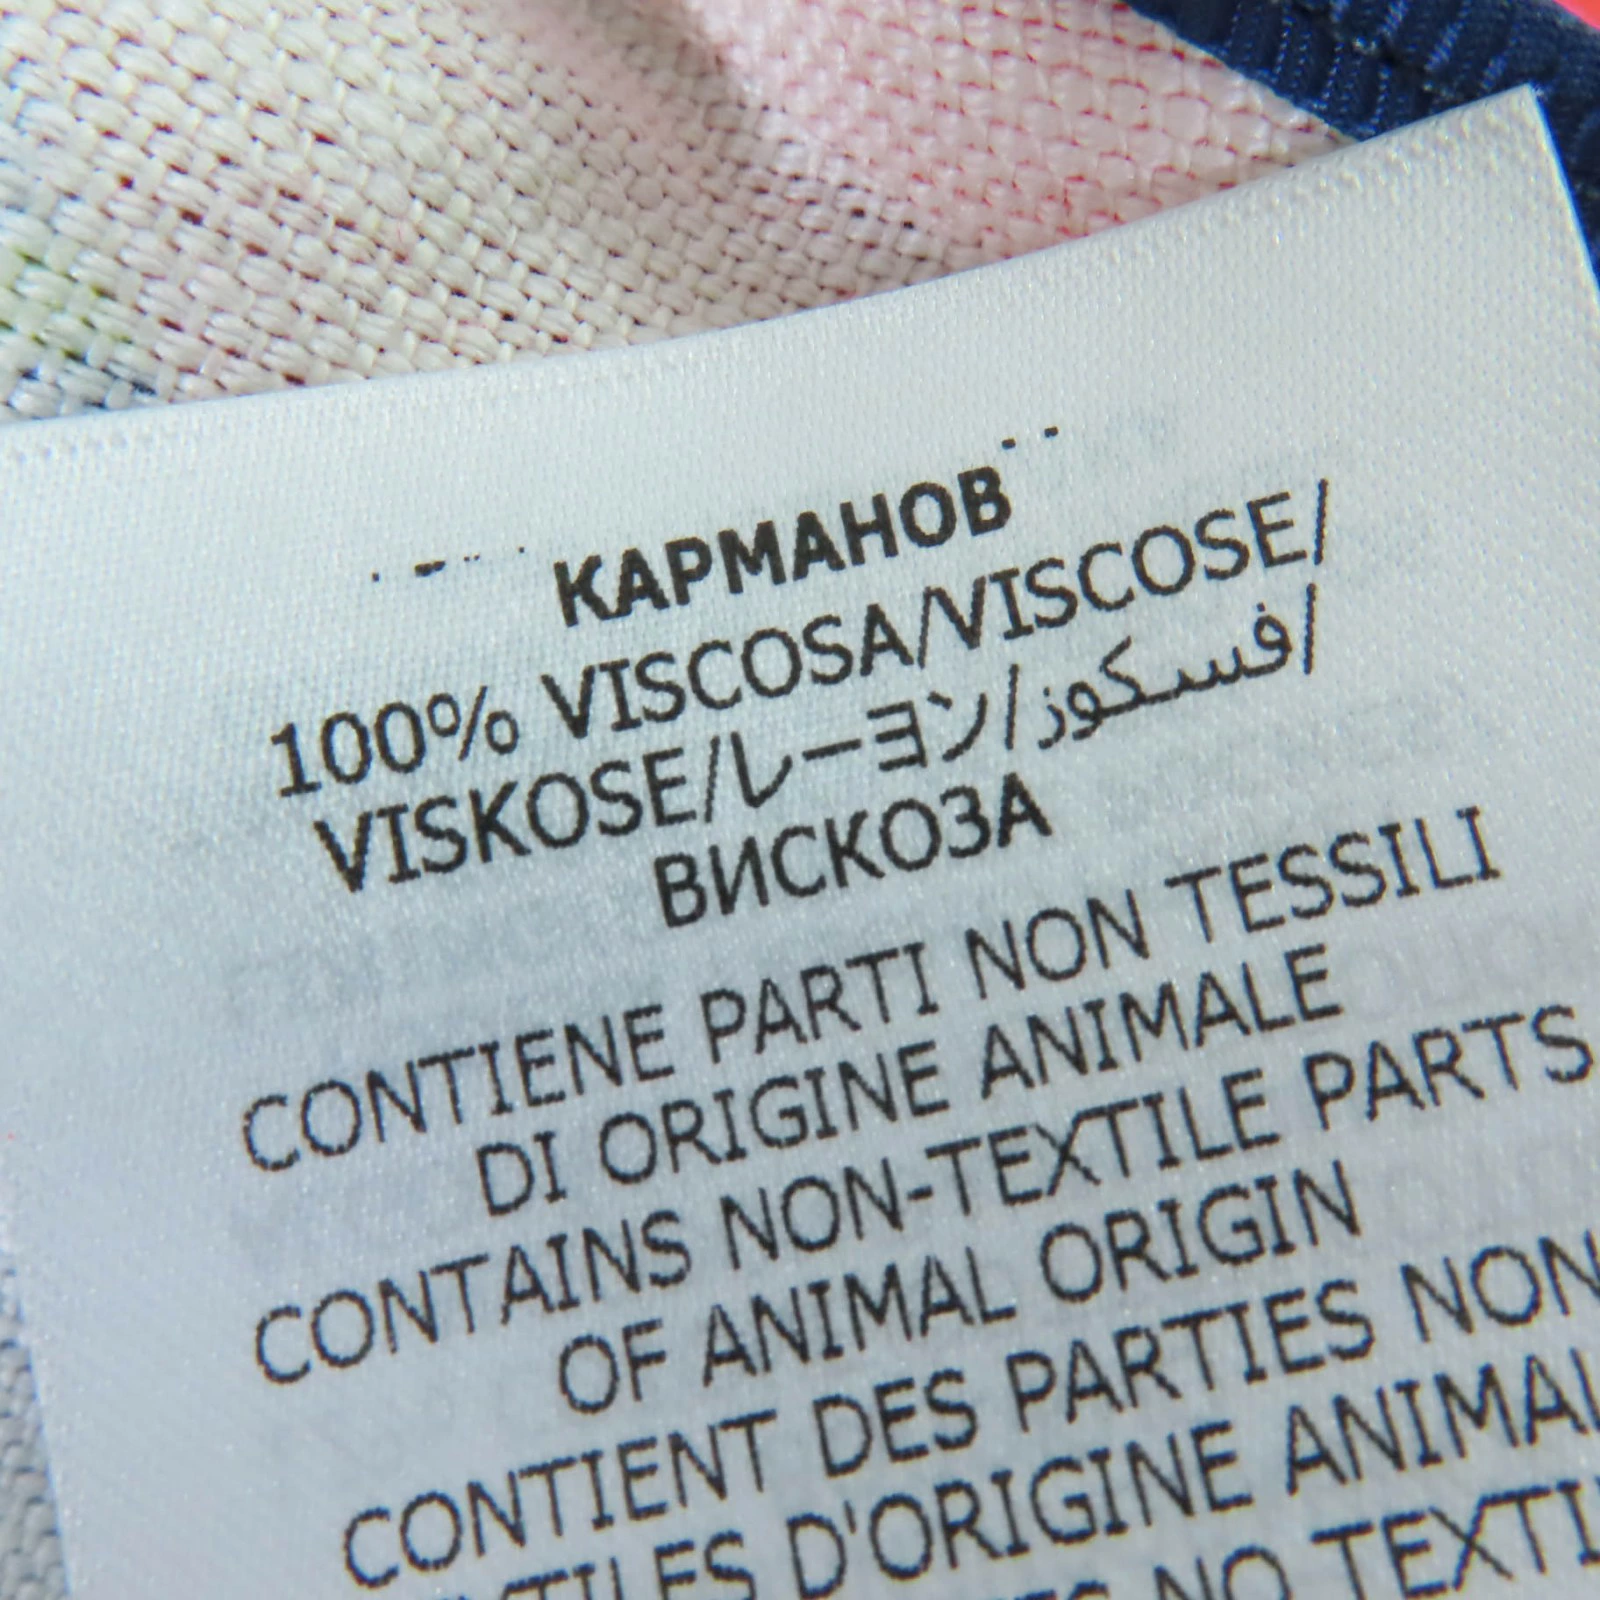 КАРМАНОВ
100% VISCOSA/VISCOSE/
VISKOSE/レーヨン/فسكوز/
ВИСКОЗА
CONTIENE PARTI NON TESSILI
DI ORIGINE ANIMALE
CONTAINS NON-TEXTILE PARTS
OF ANIMAL ORIGIN
CONTIENT DES PARTIES NON
D'ORIGINE
NO